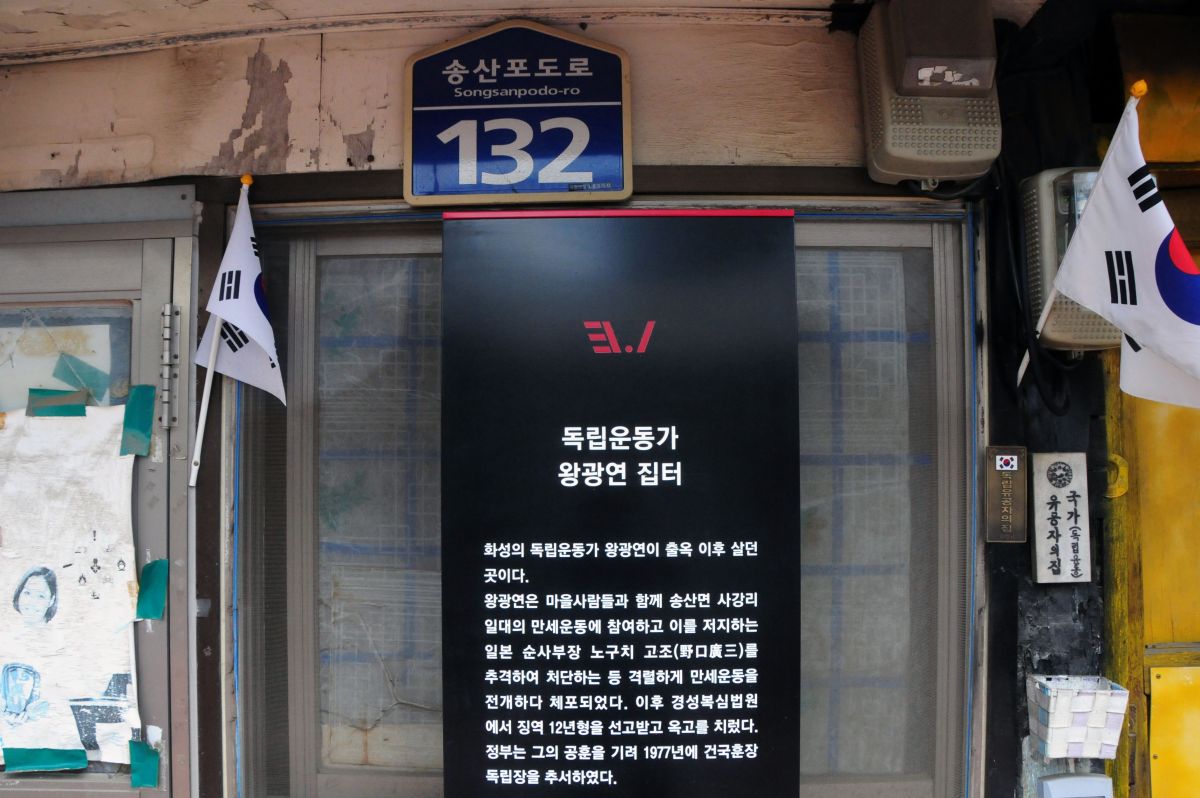 송산포도로
Songsanpodo-ro
132
독립운동가
왕광연 집터
화성의 독립운동가 왕광연이 출옥 이후 살던
곳이다.
왕광연은 마을사람들과 함께 송산면 사강리
일대의 만세운동에 참여하고 이를 저지하는
일본 순사부장 노구치 고조(野口廣三)를
추격하여 처단하는 등 격렬하게 만세운동을
전개하다 체포되었다. 이후 경성복심법원
에서 징역 12년형을 선고받고 옥고를 치렀다.
정부는 그의 공훈을 기려 1977년에 건국훈장
독립장을 추서하였다.
독립유공자의집
국가(독립운동)
유공자의집